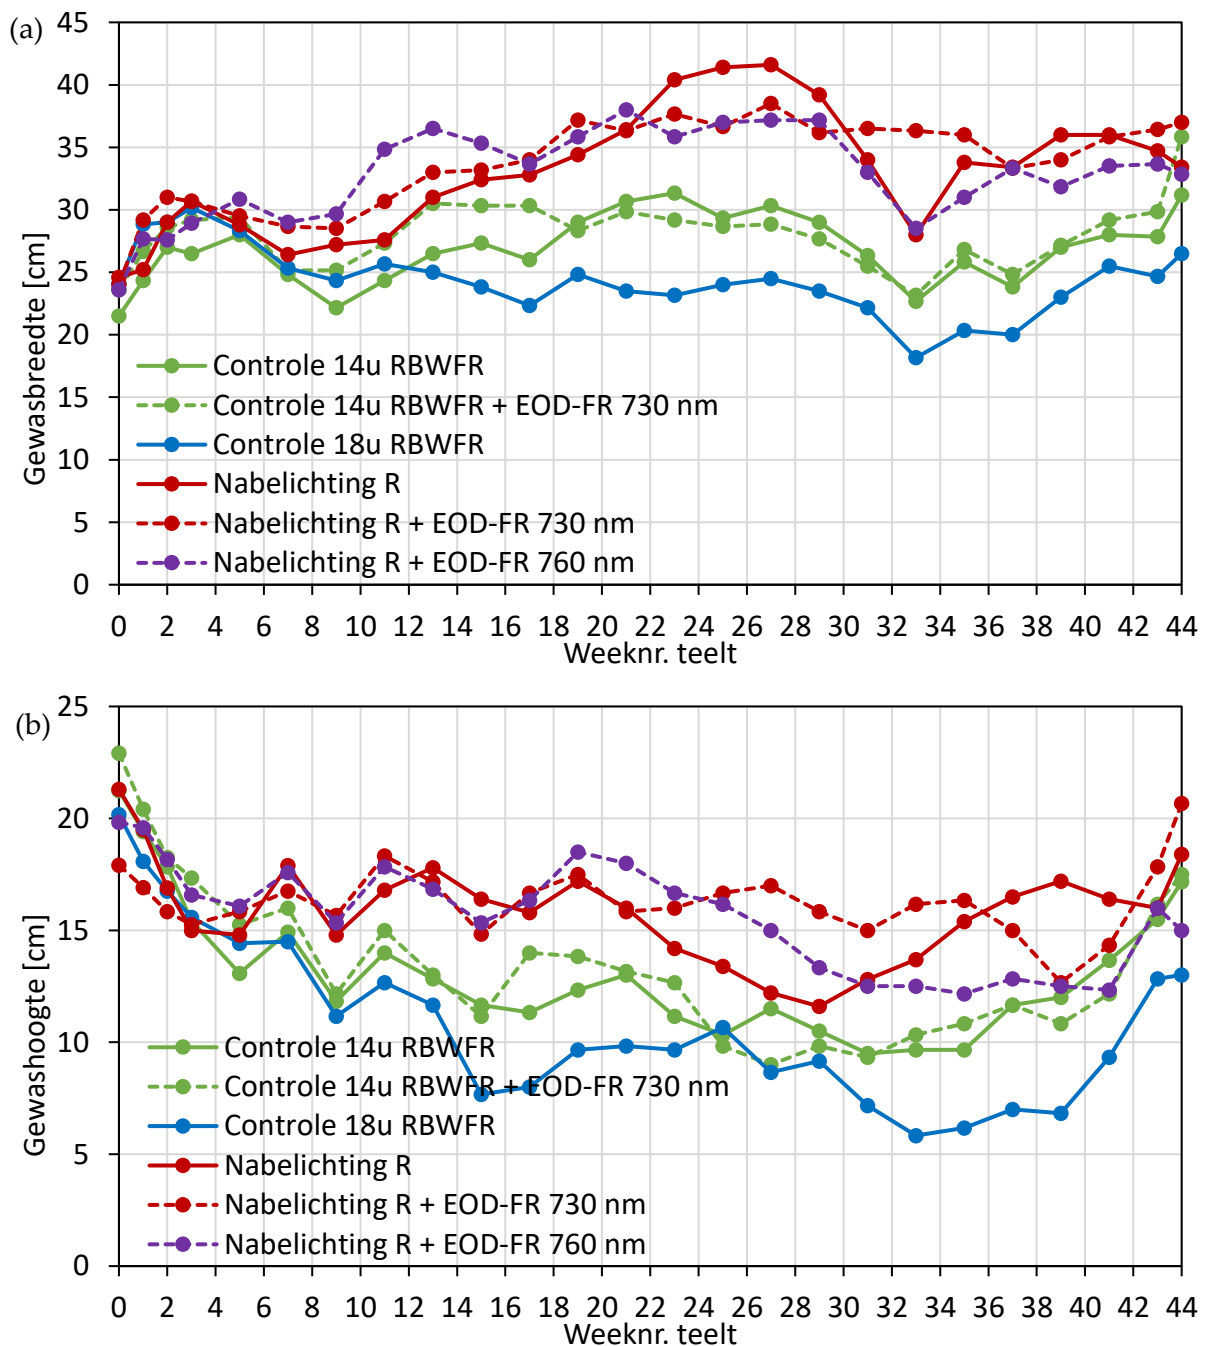 (a)
Gewasbreedte [cm]
45
40
35
30
25
20
15
10
5
0
Controle 14u RBWFR
Controle 14u RBWFR + EOD-FR 730 nm
Controle 18u RBWFR
Nabelichting R
Nabelichting R + EOD-FR 730 nm
Nabelichting R + EOD-FR 760 nm
0 2 4 6 8 10 12 14 16 18 20 22 24 26 28 30 32 34 36 38 40 42 44
Weeknr. teelt
(b)
Gewashoogte [cm]
25
20
15
10
5
0
Controle 14u RBWFR
Controle 14u RBWFR + EOD-FR 730 nm
Controle 18u RBWFR
Nabelichting R
Nabelichting R + EOD-FR 730 nm
Nabelichting R + EOD-FR 760 nm
0 2 4 6 8 10 12 14 16 18 20 22 24 26 28 30 32 34 36 38 40 42 44
Weeknr. teelt